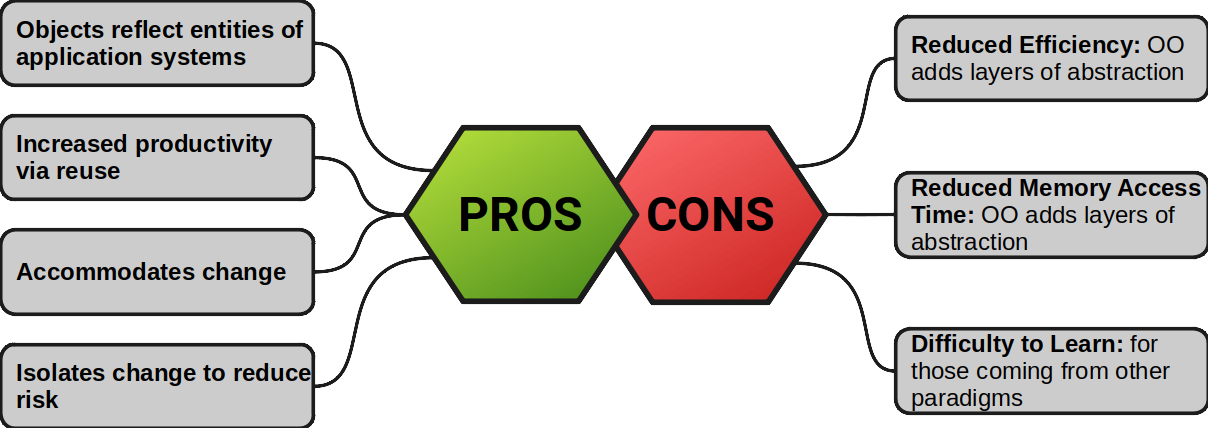 Objects reflect entities of
application systems
Increased productivity
via reuse
Accommodates change
Isolates change to reduce
risk
PROS
CONS
Reduced Efficiency: OO
adds layers of abstraction
Reduced Memory Access
Time: OO adds layers of
abstraction
Difficulty to Learn: for
those coming from other
paradigms